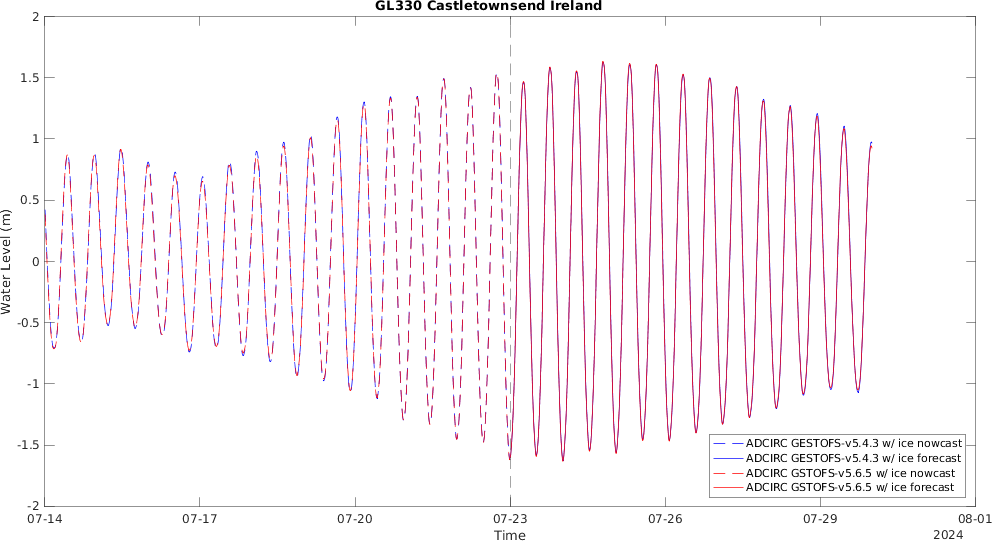 GL330 Castletownsend Ireland
2
1.5
1
0.5
0
-0.5
-1
-1.5
-2
Water Level (m)
07-14 07-17 07-20 07-23 07-26 07-29 08-01
Time
2024
ADCIRC GESTOFS-v5.4.3 w/ ice nowcast
ADCIRC GESTOFS-v5.4.3 w/ ice forecast
ADCIRC GSTOFS-v5.6.5 w/ ice nowcast
ADCIRC GSTOFS-v5.6.5 w/ ice forecast